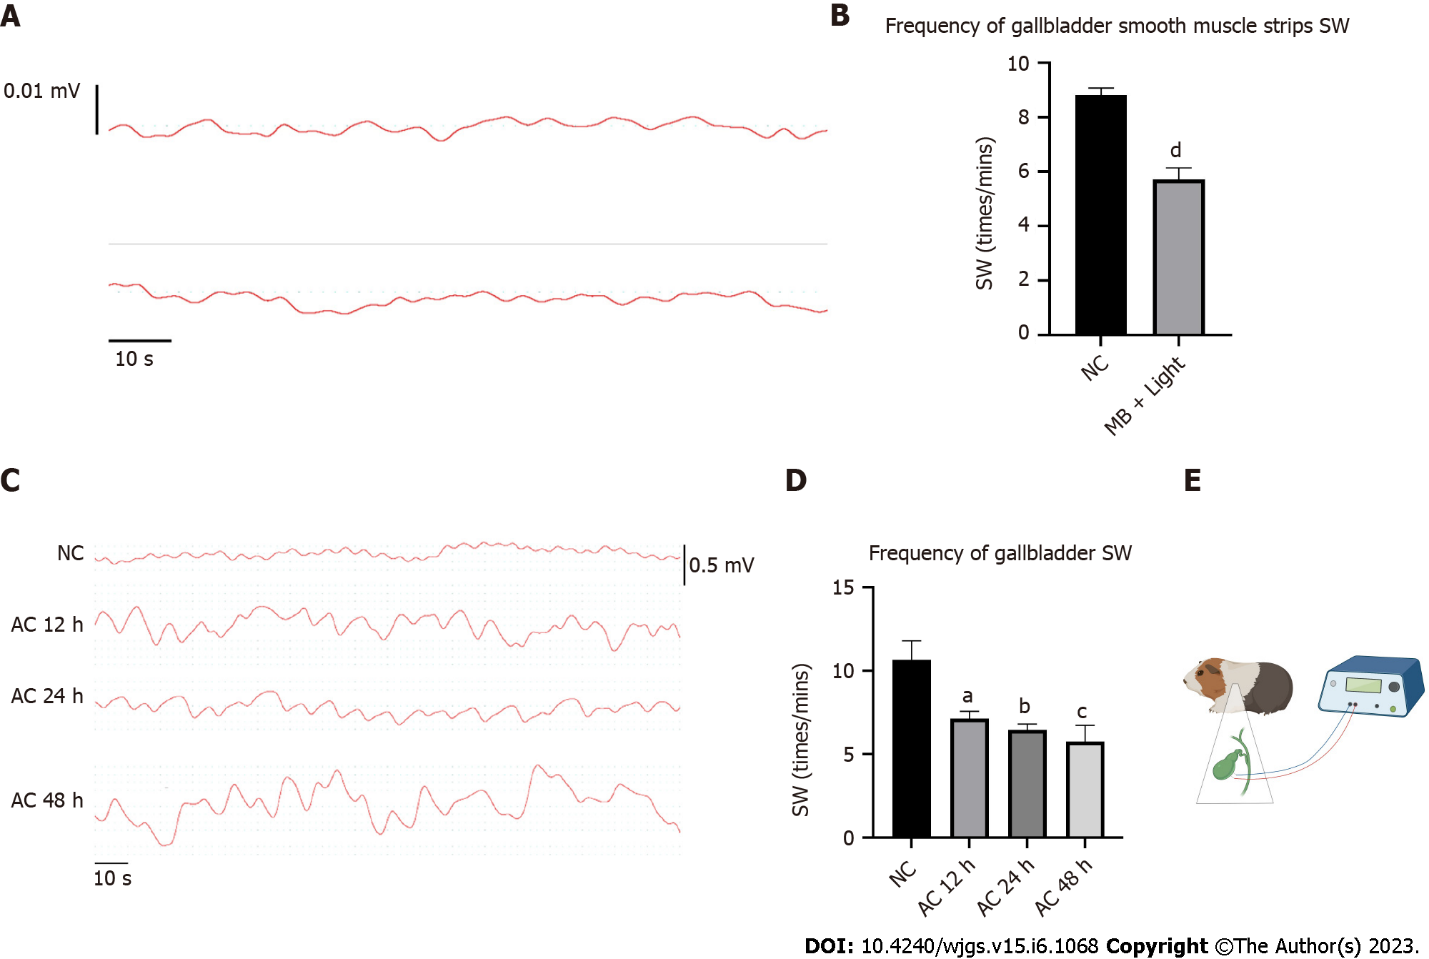 A
0.01 mV
10 s
B
Frequency of gallbladder smooth muscle strips SW
SW (times/mins)
10
8
6
4
2
0
d
NC
MB + Light
C
NC
0.5 mV
AC 12 h
AC 24 h
AC 48 h
10 s
D
Frequency of gallbladder SW
SW (times/mins)
15
10
5
0
a
b
c
NC
AC 12 h
AC 24 h
AC 48 h
E
DOI: 10.4240/wjgs.v15.i6.1068 Copyright ©The Author(s) 2023.